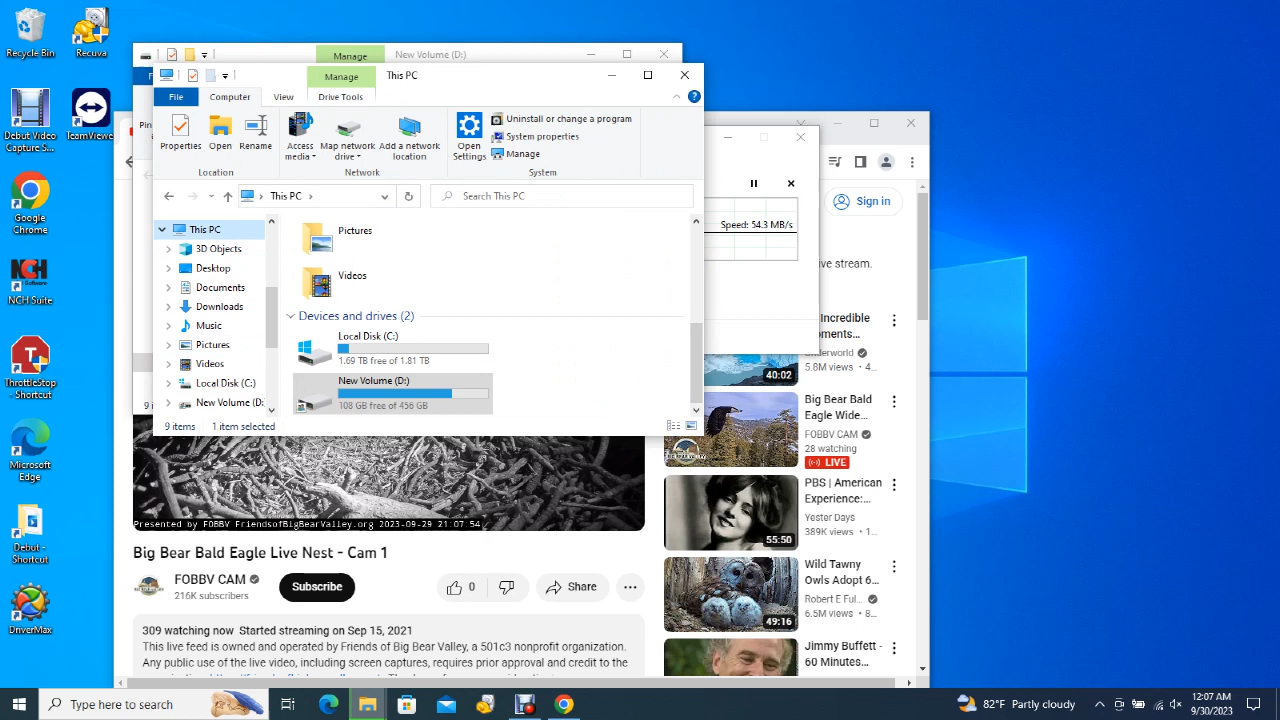 Recycle Bin
Recuva
Debut Video
Capture S...
TeamViewer
Google
Chrome
NCH
Software
NCH Suite
ThrottleStop
- Shortcut
Microsoft
Edge
Debut -
Shortcut
DriverMax
Manage
New Volume (D:)
Manage
This PC
File
Computer
View
Drive Tools
Properties
Open
Rename
Location
Access
media
Map network
drive
Add a network
location
Network
Open
Settings
Uninstall or change a program
System properties
Manage
System
This PC
Search This PC
This PC
3D Objects
Desktop
Documents
Downloads
Music
Pictures
Videos
Local Disk (C:)
New Volume (D:
Pictures
Videos
Devices and drives (2)
Local Disk (C:)
1.69 TB free of 1.81 TB
New Volume (D:)
108 GB free of 456 GB
9 items
1 item selected
Speed: 54.3 MB/s
Sign in
ive stream.
Incredible
oments...
underworld
5.8M views • 4...
40:02
Big Bear Bald
Eagle Wide...
FOBBV CAM
28 watching
LIVE
PBS | American
Experience:...
Yester Days
389K views • 1...
55:50
Wild Tawny
Owls Adopt 6...
Robert E Ful...
6.5M views • 8...
49:16
Jimmy Buffett -
60 Minutes...
Presented by FOBBV FriendsofBigBearValley.org 2023-09-29 21:07:54
Big Bear Bald Eagle Live Nest - Cam 1
FOBBV CAM
216K subscribers
Subscribe
0
Share
309 watching now Started streaming on Sep 15, 2021
This live feed is owned and operated by Friends of Big Bear Valley, a 501c3 nonprofit organization.
Any public use of the live video, including screen captures, requires prior approval and credit to the
Type here to search
82°F Partly cloudy
12:07 AM
9/30/2023